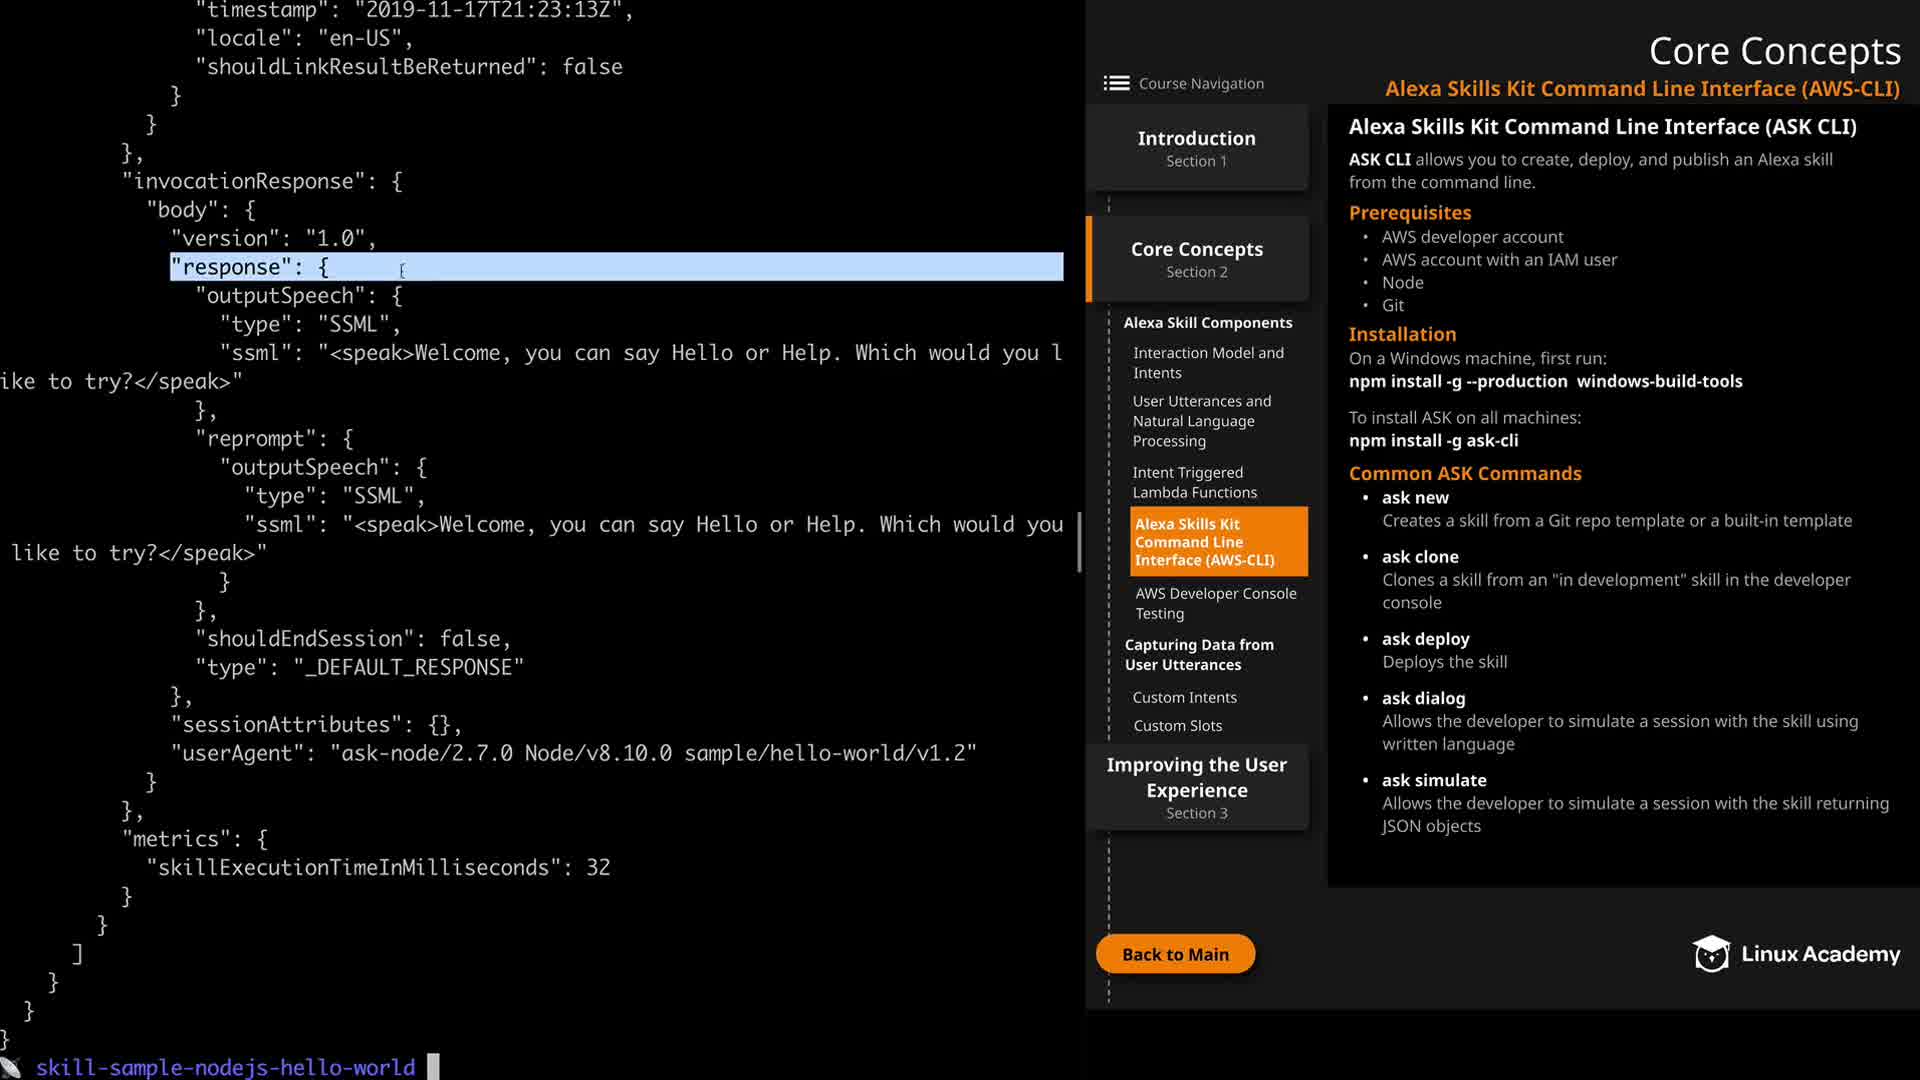 "timestamp": "2019-11-17T21:23:13Z",
"locale": "en-US",
"shouldLinkResultBeReturned": false
}
}
},
"invocationResponse": {
"body": {
"version": "1.0",
"response": {
"outputSpeech": {
"type": "SSML",
"ssml": "<speak>Welcome, you can say Hello or Help. Which would you l
ike to try?</speak>"
},
"reprompt": {
"outputSpeech": {
"type": "SSML",
"ssml": "<speak>Welcome, you can say Hello or Help. Which would you
like to try?</speak>"
}
},
"shouldEndSession": false,
"type": "_DEFAULT_RESPONSE"
},
"sessionAttributes": {},
"userAgent": "ask-node/2.7.0 Node/v8.10.0 sample/hello-world/v1.2"
}
},
"metrics": {
"skillExecutionTimeInMilliseconds": 32
}
}
]
}
}
}
skill-sample-nodejs-hello-world
Core Concepts
Alexa Skills Kit Command Line Interface (AWS-CLI)
Course Navigation
Introduction
Section 1
Core Concepts
Section 2
Alexa Skill Components
Interaction Model and
Intents
User Utterances and
Natural Language
Processing
Intent Triggered
Lambda Functions
Alexa Skills Kit
Command Line
Interface (AWS-CLI)
AWS Developer Console
Testing
Capturing Data from
User Utterances
Custom Intents
Custom Slots
Improving the User
Experience
Section 3
Back to Main
Alexa Skills Kit Command Line Interface (ASK CLI)
ASK CLI allows you to create, deploy, and publish an Alexa skill
from the command line.
Prerequisites
• AWS developer account
• AWS account with an IAM user
• Node
• Git
Installation
On a Windows machine, first run:
npm install -g --production windows-build-tools
To install ASK on all machines:
npm install -g ask-cli
Common ASK Commands
• ask new
Creates a skill from a Git repo template or a built-in template
• ask clone
Clones a skill from an "in development" skill in the developer
console
• ask deploy
Deploys the skill
• ask dialog
Allows the developer to simulate a session with the skill using
written language
• ask simulate
Allows the developer to simulate a session with the skill returning
JSON objects
Linux Academy